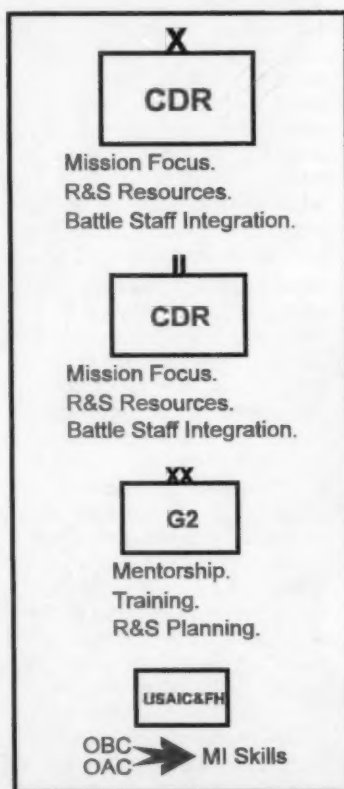 X
CDR
Mission Focus.
R&S Resources.
Battle Staff Integration.
II
CDR
Mission Focus.
R&S Resources.
Battle Staff Integration.
XX
G2
Mentorship.
Training.
R&S Planning.
USAIC&FH
OBC
OAC
MI Skills